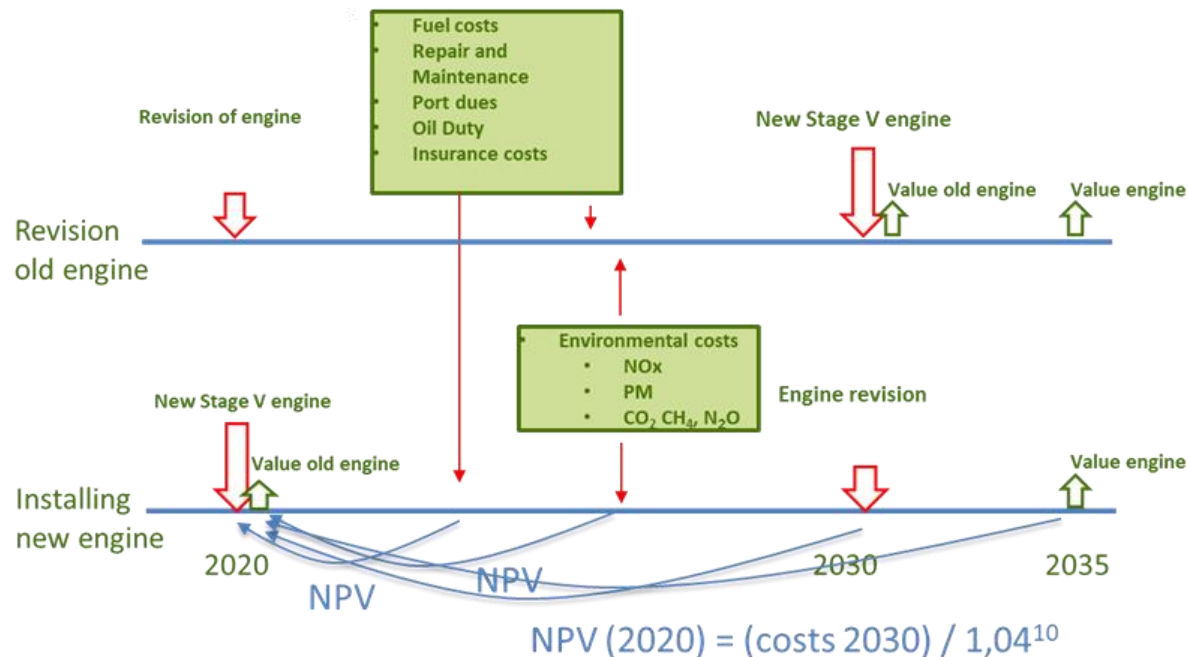 • Fuel costs
• Repair and
Maintenance
• Port dues
• Oil Duty
• Insurance costs
Revision of engine
New Stage V engine
Value old engine
Value engine
Revision
old engine
• Environmental costs
• NOx
• PM
• CO₂ CH₄, N₂O
Engine revision
New Stage V engine
Value old engine
Value engine
Installing
new engine
2020
2030
2035
NPV
NPV
NPV (2020) = (costs 2030) / 1,04¹⁰